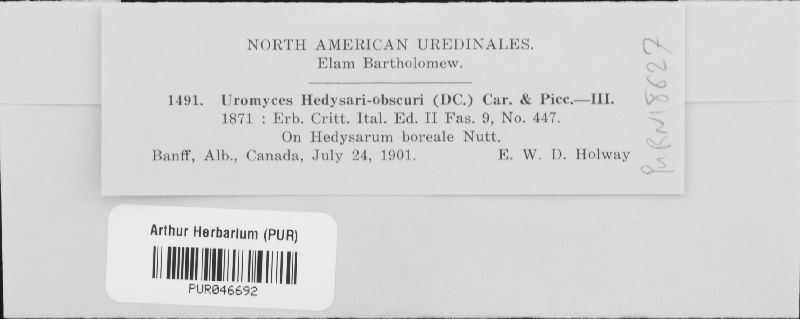 NORTH AMERICAN UREDINALES.
Elam Bartholomew.
1491. Uromyces Hedysari-obscuri (DC.) Car. & Picc.—III.
1871 : Erb. Critt. Ital. Ed. II Fas. 9, No. 447.
On Hedysarum boreale Nutt.
Banff, Alb., Canada, July 24, 1901. E. W. D. Holway
PURN18627
Arthur Herbarium (PUR)
PUR046692